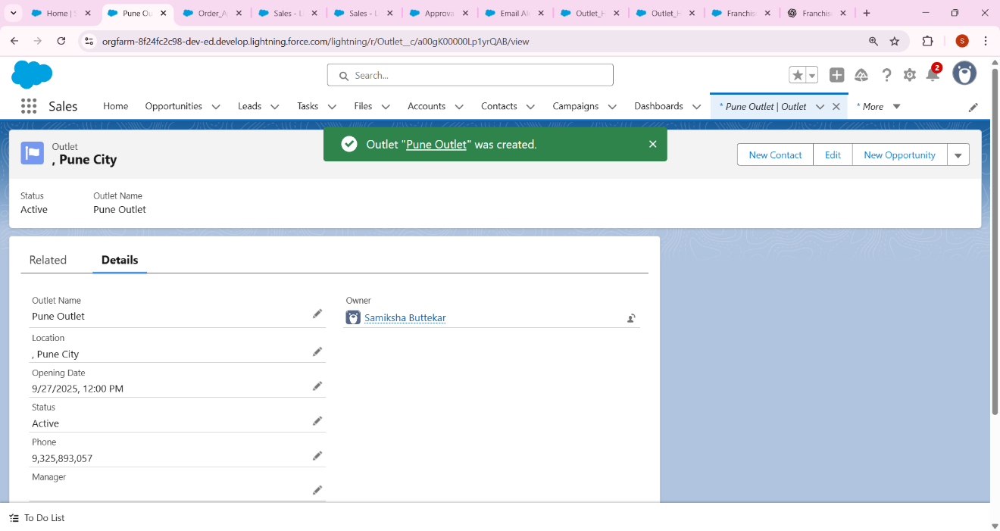 Home | S
Pune Ou
Order_A
Sales - L
Sales - L
Approva
Email Al
Outlet_H
Outlet_H
Franchis
Franchis
orgfarm-8f24fc2c98-dev-ed.develop.lightning.force.com/lightning/r/Outlet__c/a00gK00000Lp1yrQAB/view
S
Search...
2
Sales
Home
Opportunities
Leads
Tasks
Files
Accounts
Contacts
Campaigns
Dashboards
* Pune Outlet | Outlet
* More
Outlet
, Pune City
Outlet "Pune Outlet" was created.
New Contact
Edit
New Opportunity
Status
Active
Outlet Name
Pune Outlet
Related
Details
Outlet Name
Pune Outlet
Owner
Samiksha Buttekar
Location
, Pune City
Opening Date
9/27/2025, 12:00 PM
Status
Active
Phone
9,325,893,057
Manager
To Do List